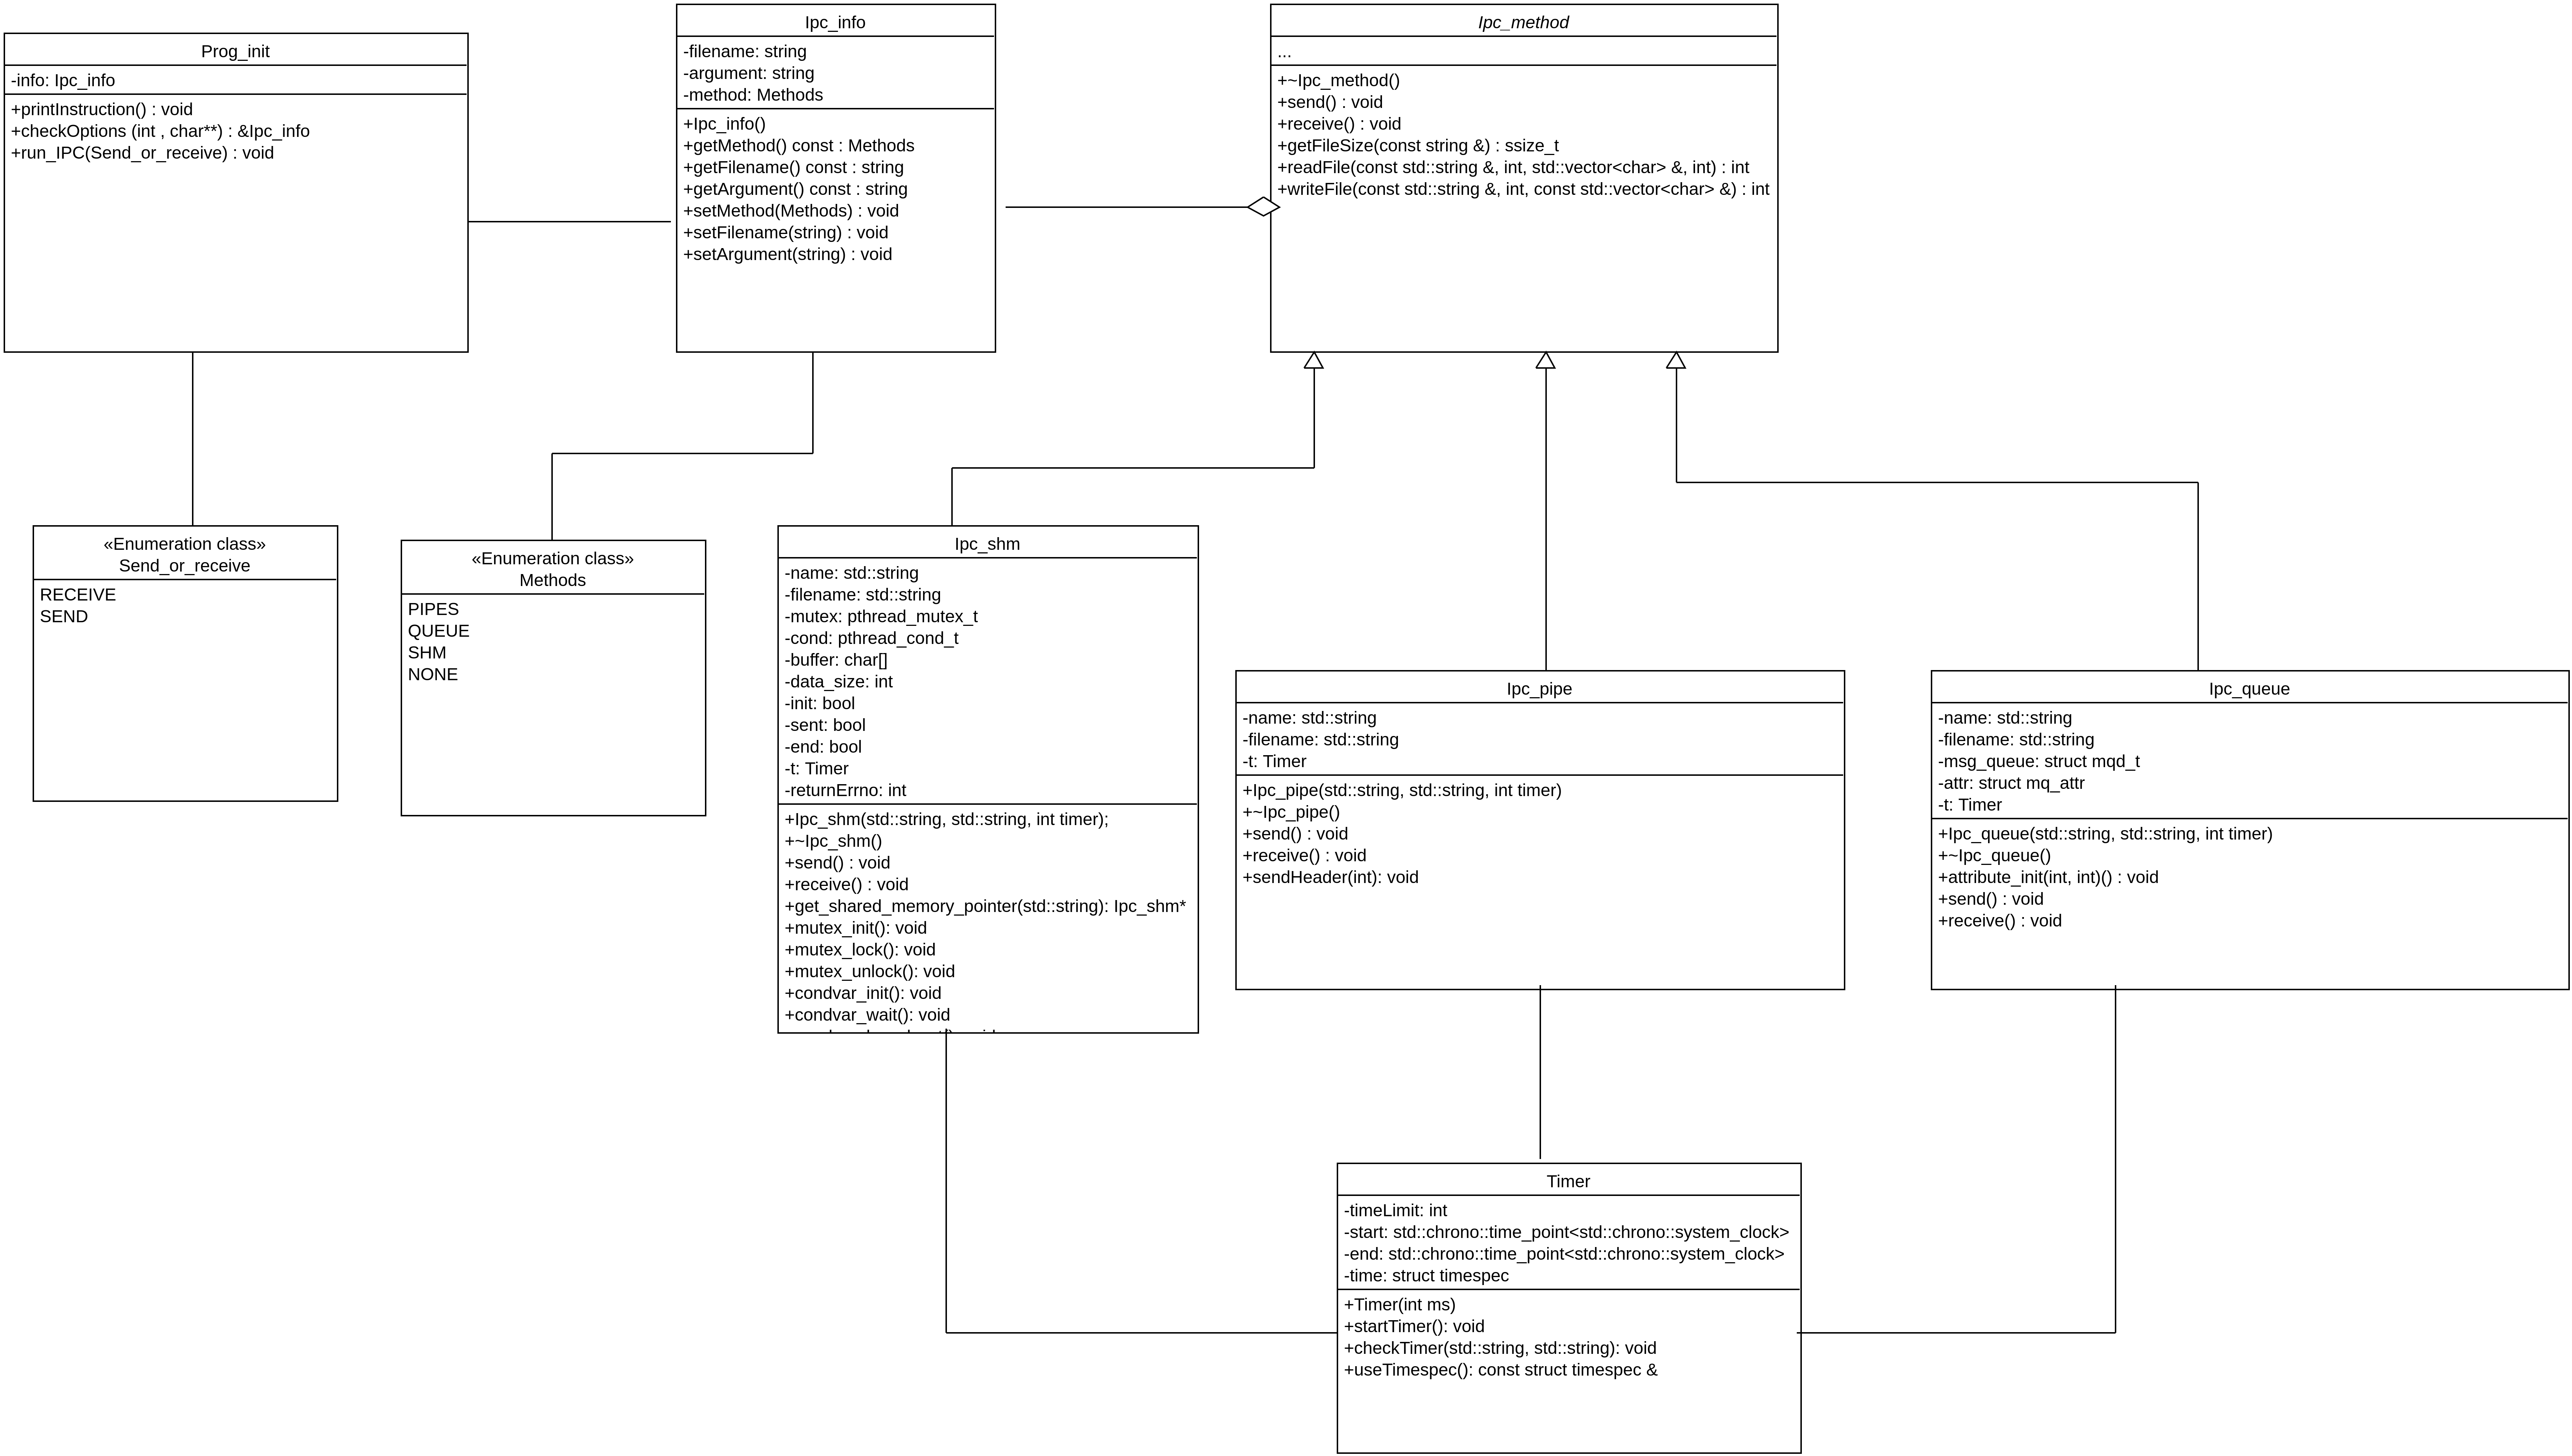 Prog_init
-info: Ipc_info
+printInstruction() : void
+checkOptions (int , char**) : &Ipc_info
+run_IPC(Send_or_receive) : void
Ipc_info
-filename: string
-argument: string
-method: Methods
+Ipc_info()
+getMethod() const : Methods
+getFilename() const : string
+getArgument() const : string
+setMethod(Methods) : void
+setFilename(string) : void
+setArgument(string) : void
Ipc_method
...
+~Ipc_method()
+send() : void
+receive() : void
+getFileSize(const string &) : ssize_t
+readFile(const std::string &, int, std::vector<char> &, int) : int
+writeFile(const std::string &, int, const std::vector<char> &) : int
«Enumeration class»
Send_or_receive
RECEIVE
SEND
«Enumeration class»
Methods
PIPES
QUEUE
SHM
NONE
Ipc_shm
-name: std::string
-filename: std::string
-mutex: pthread_mutex_t
-cond: pthread_cond_t
-buffer: char[]
-data_size: int
-init: bool
-sent: bool
-end: bool
-t: Timer
-returnErrno: int
+Ipc_shm(std::string, std::string, int timer);
+~Ipc_shm()
+send() : void
+receive() : void
+get_shared_memory_pointer(std::string): Ipc_shm*
+mutex_init(): void
+mutex_lock(): void
+mutex_unlock(): void
+condvar_init(): void
+condvar_wait(): void
Ipc_pipe
-name: std::string
-filename: std::string
-t: Timer
+Ipc_pipe(std::string, std::string, int timer)
+~Ipc_pipe()
+send() : void
+receive() : void
+sendHeader(int): void
Ipc_queue
-name: std::string
-filename: std::string
-msg_queue: struct mqd_t
-attr: struct mq_attr
-t: Timer
+Ipc_queue(std::string, std::string, int timer)
+~Ipc_queue()
+attribute_init(int, int)() : void
+send() : void
+receive() : void
Timer
-timeLimit: int
-start: std::chrono::time_point<std::chrono::system_clock>
-end: std::chrono::time_point<std::chrono::system_clock>
-time: struct timespec
+Timer(int ms)
+startTimer(): void
+checkTimer(std::string, std::string): void
+useTimespec(): const struct timespec &